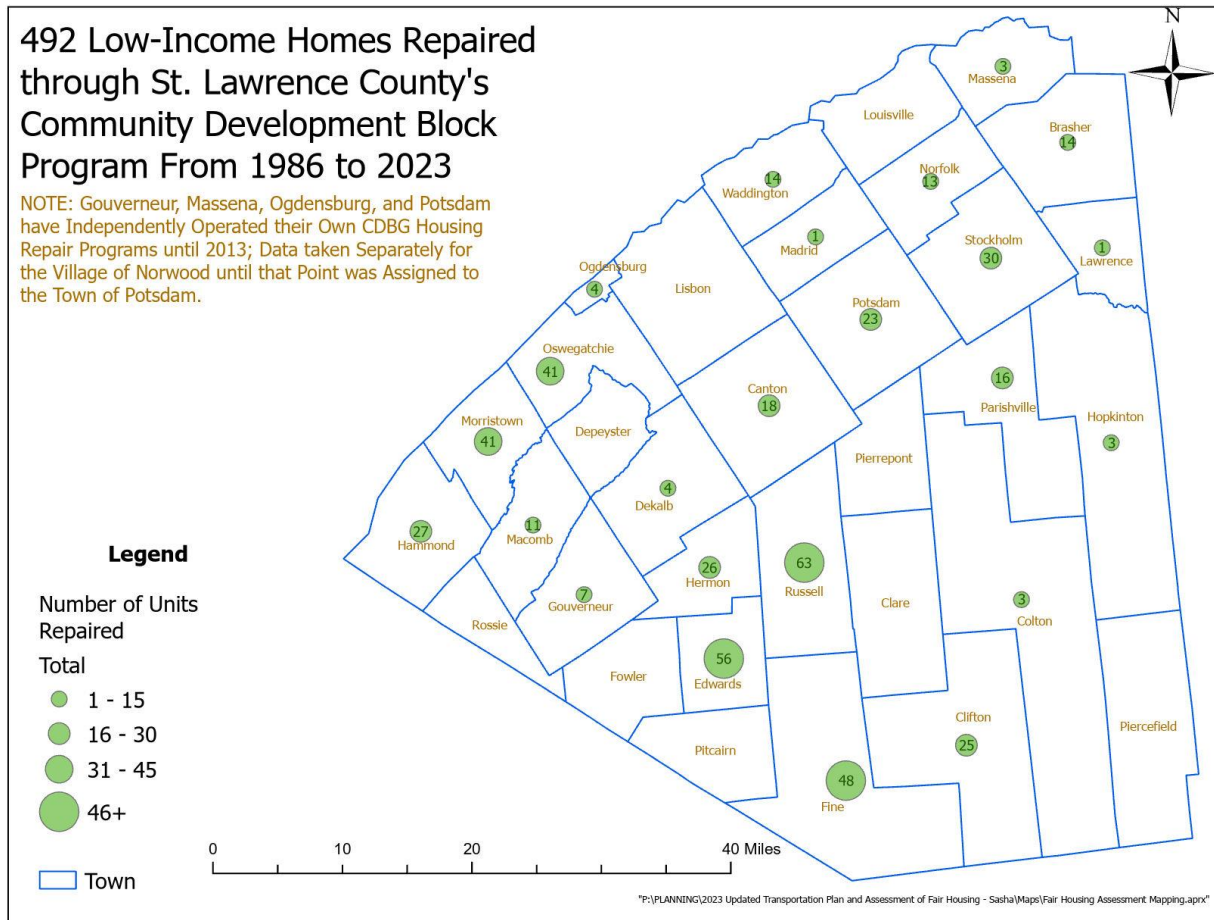 492 Low-Income Homes Repaired
through St. Lawrence County's
Community Development Block
Program From 1986 to 2023
NOTE: Gouverneur, Massena, Ogdensburg, and Potsdam
have Independently Operated their Own CDBG Housing
Repair Programs until 2013; Data taken Separately for
the Village of Norwood until that Point was Assigned to
the Town of Potsdam.
N
3
Massena
Louisville
Brasher
14
Norfolk
13
14
Waddington
1
Madrid
Stockholm
30
1
Lawrence
Ogdensburg
4
Lisbon
Potsdam
23
Oswegatchie
41
Canton
18
16
Parishville
Hopkinton
3
Morristown
41
Depeyster
Pierrepont
4
Dekalb
27
Hammond
11
Macomb
26
Hermon
63
Russell
7
Gouverneur
Clare
3
Colton
Rossie
Fowler
56
Edwards
Clifton
25
Piercefield
Pitcairn
48
Fine
Legend
Number of Units
Repaired
Total
1 - 15
16 - 30
31 - 45
46+
Town
0 10 20 40 Miles
"P:\PLANNING\2023 Updated Transportation Plan and Assessment of Fair Housing - Sasha\Maps\Fair Housing Assessment Mapping.aprx"